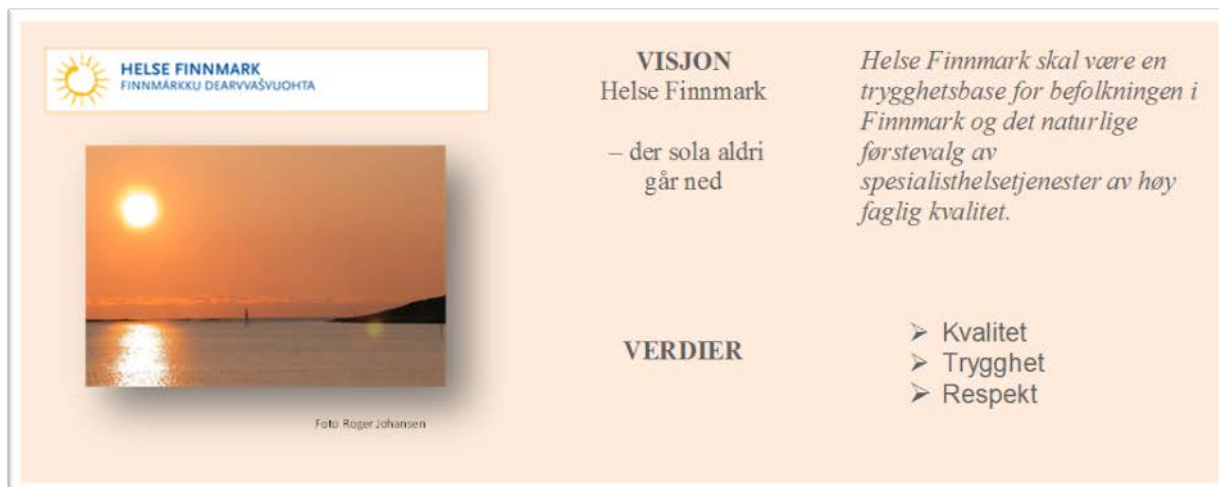 HELSE FINNMARK
FINNMÁRKKU DEARVVAŠVUOHTA
Foto Roger Johansen
VISJON
Helse Finnmark
– der sola aldri
går ned
Helse Finnmark skal være en
trygghetsbase for befolkningen i
Finnmark og det naturlige
førstevalg av
spesialisthelsetjenester av høy
faglig kvalitet.
VERDIER
➢ Kvalitet
➢ Trygghet
➢ Respekt